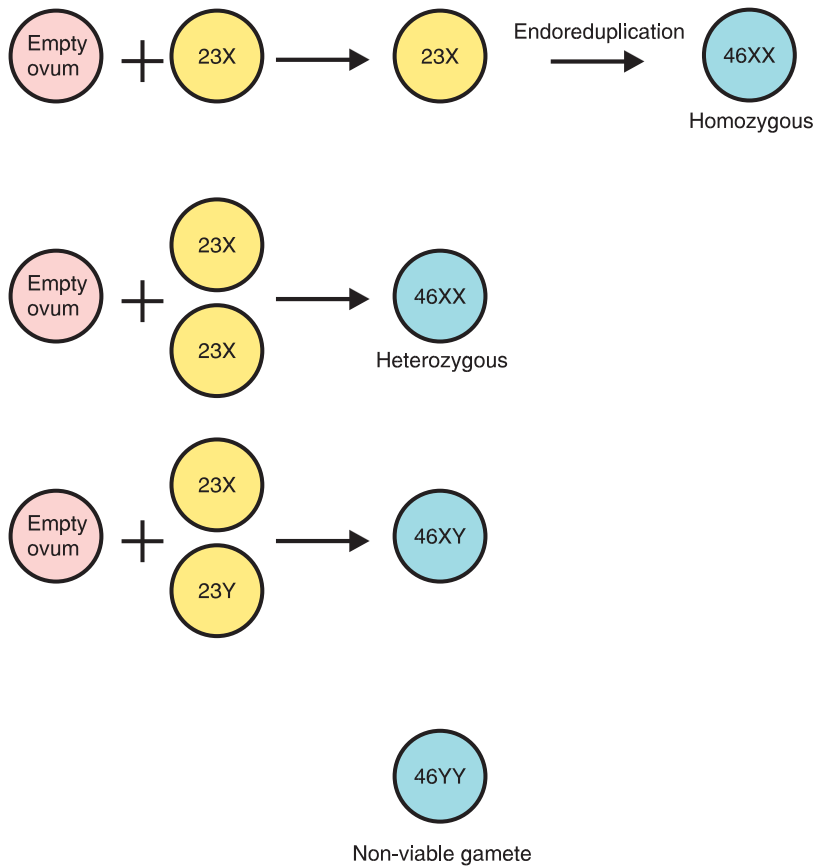 Empty
ovum
23X
23X
Endoreduplication
46XX
Homozygous
Empty
ovum
23X
23X
46XX
Heterozygous
Empty
ovum
23X
23Y
46XY
46YY
Non-viable gamete